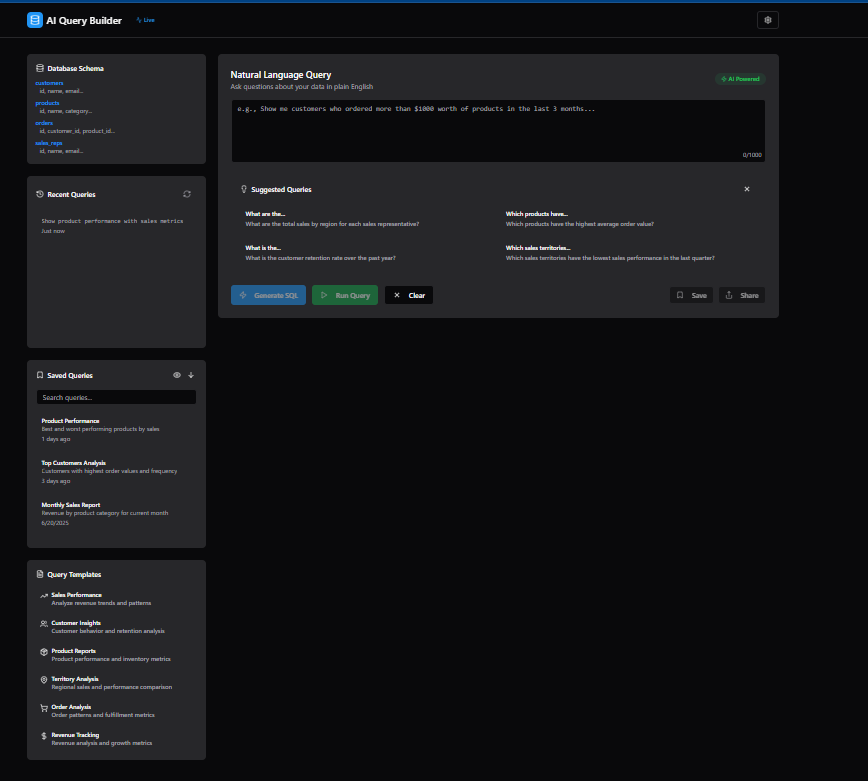 AI Query Builder
Live
Database Schema
customers
id, name, email...
products
id, name, category...
orders
id, customer_id, product_id...
sales_reps
id, name, email...
Recent Queries
Show product performance with sales metrics
Just now
Saved Queries
Search queries...
Product Performance
Best and worst performing products by sales
1 days ago
Top Customers Analysis
Customers with highest order values and frequency
3 days ago
Monthly Sales Report
Revenue by product category for current month
6/20/2025
Query Templates
Sales Performance
Analyze revenue trends and patterns
Customer Insights
Customer behavior and retention analysis
Product Reports
Product performance and inventory metrics
Territory Analysis
Regional sales and performance comparison
Order Analysis
Order patterns and fulfillment metrics
Revenue Tracking
Revenue analysis and growth metrics
Natural Language Query
Ask questions about your data in plain English
AI Powered
e.g., Show me customers who ordered more than $1000 worth of products in the last 3 months...
0/1000
Suggested Queries
What are the...
What are the total sales by region for each sales representative?
Which products have...
Which products have the highest average order value?
What is the...
What is the customer retention rate over the past year?
Which sales territories...
Which sales territories have the lowest sales performance in the last quarter?
Generate SQL
Run Query
Clear
Save
Share